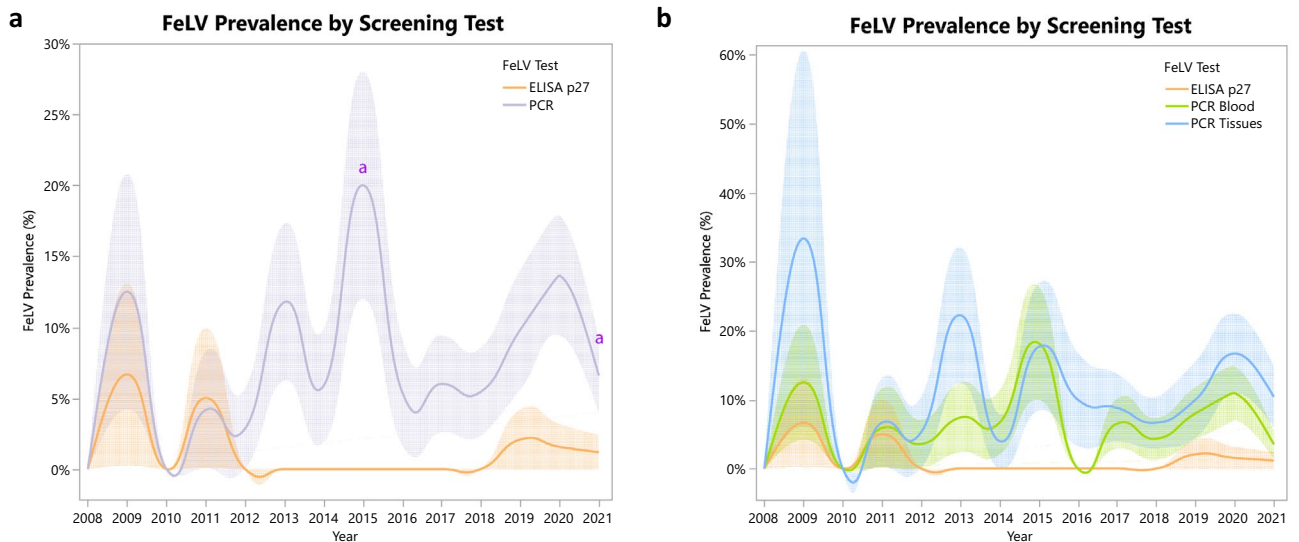 a
FeLV Prevalence by Screening Test
30%
25%
20%
15%
10%
5%
0%
FeLV Prevalence (%)
FeLV Test
ELISA p27
PCR
a
a
2008 2009 2010 2011 2012 2013 2014 2015 2016 2017 2018 2019 2020 2021
Year
b
FeLV Prevalence by Screening Test
60%
50%
40%
30%
20%
10%
0%
FeLV Prevalence (%)
FeLV Test
ELISA p27
PCR Blood
PCR Tissues
2008 2009 2010 2011 2012 2013 2014 2015 2016 2017 2018 2019 2020 2021
Year